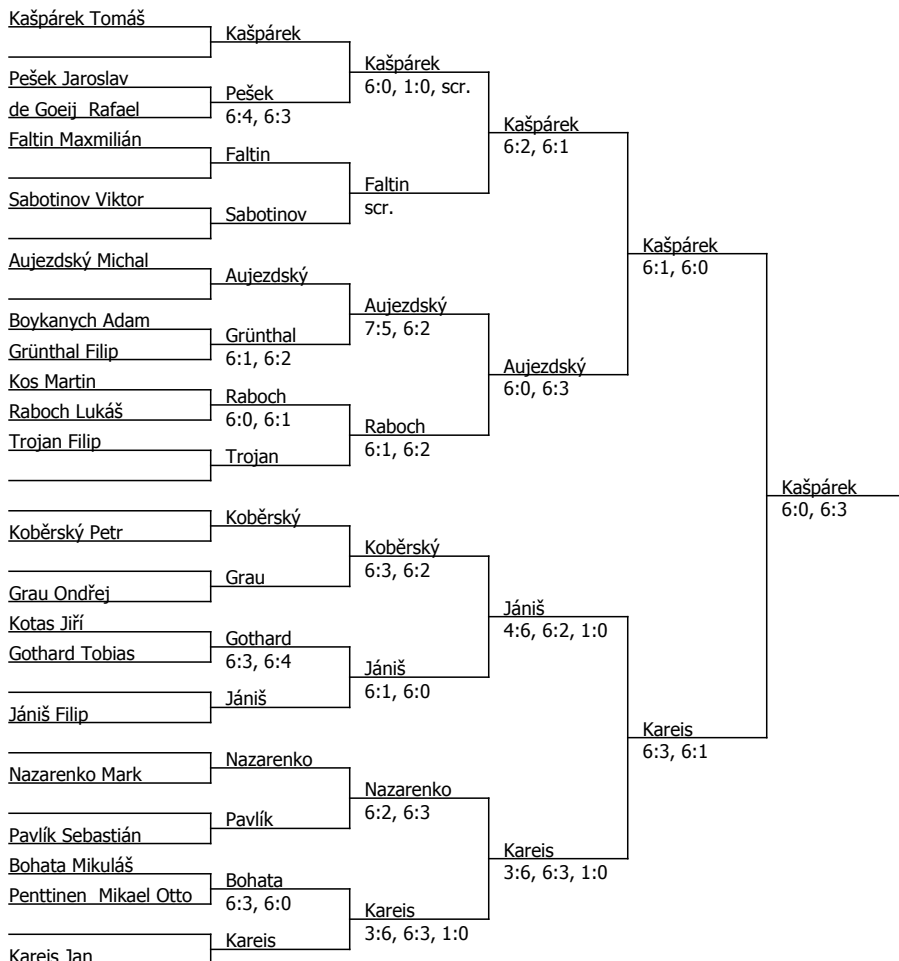 Kašpárek Tomáš
Kašpárek
Kašpárek
6:0, 1:0, scr.
Pešek Jaroslav
Pešek
de Goeij Rafael
6:4, 6:3
Kašpárek
6:2, 6:1
Faltin Maxmilián
Faltin
Faltin
scr.
Sabotinov Viktor
Sabotinov
Kašpárek
6:1, 6:0
Aujezdský Michal
Aujezdský
Aujezdský
7:5, 6:2
Boykanych Adam
Grünthal
Grünthal Filip
6:1, 6:2
Aujezdský
6:0, 6:3
Kos Martin
Raboch
Raboch Lukáš
6:0, 6:1
Raboch
6:1, 6:2
Trojan Filip
Trojan
Kašpárek
6:0, 6:3
Koběrský
Koběrský Petr
Koběrský
6:3, 6:2
Grau
Grau Ondřej
Jániš
4:6, 6:2, 1:0
Kotas Jiří
Gothard
Gothard Tobias
6:3, 6:4
Jániš
6:1, 6:0
Jániš
Jániš Filip
Kareis
6:3, 6:1
Nazarenko
Nazarenko Mark
Nazarenko
6:2, 6:3
Pavlík
Pavlík Sebastián
Kareis
3:6, 6:3, 1:0
Bohata Mikuláš
Bohata
Penttinen Mikael Otto
6:3, 6:0
Kareis
3:6, 6:3, 1:0
Kareis
Kareis Jan